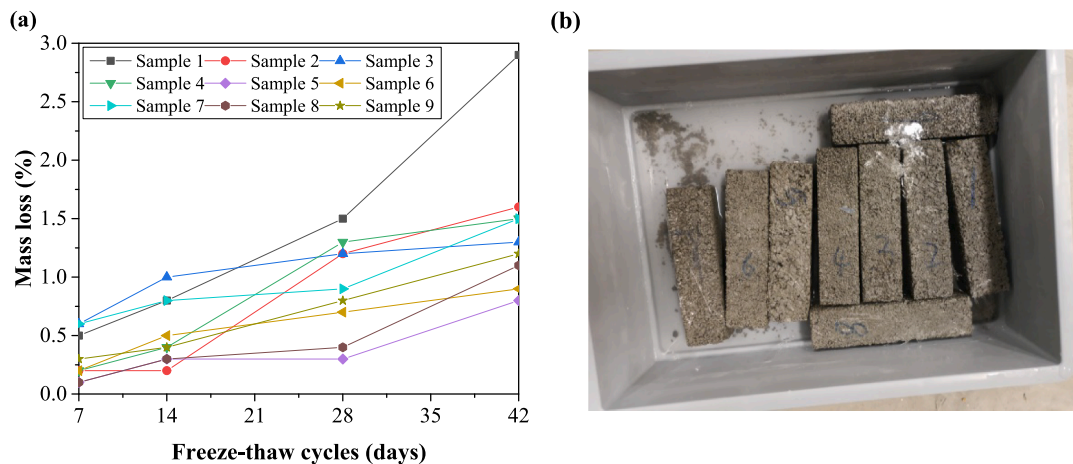 (a)
(b)
3.0
2.5
2.0
1.5
1.0
0.5
0.0
Mass loss (%)
Sample 1 Sample 2 Sample 3
Sample 4 Sample 5 Sample 6
Sample 7 Sample 8 Sample 9
7 14 21 28 35 42
Freeze-thaw cycles (days)
6
8